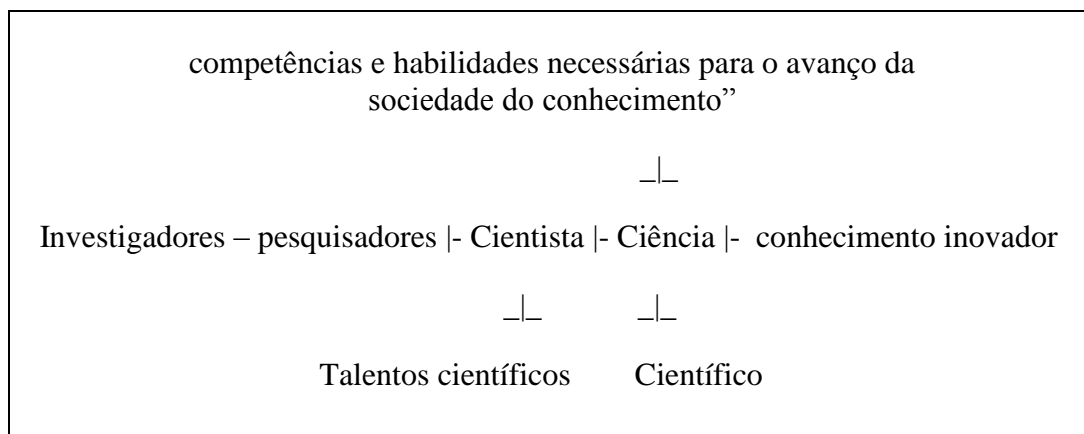 competências e habilidades necessárias para o avanço da
sociedade do conhecimento”
_|_
Investigadores – pesquisadores |- Cientista |- Ciência |- conhecimento inovador
_|_ _|_
Talentos científicos Científico